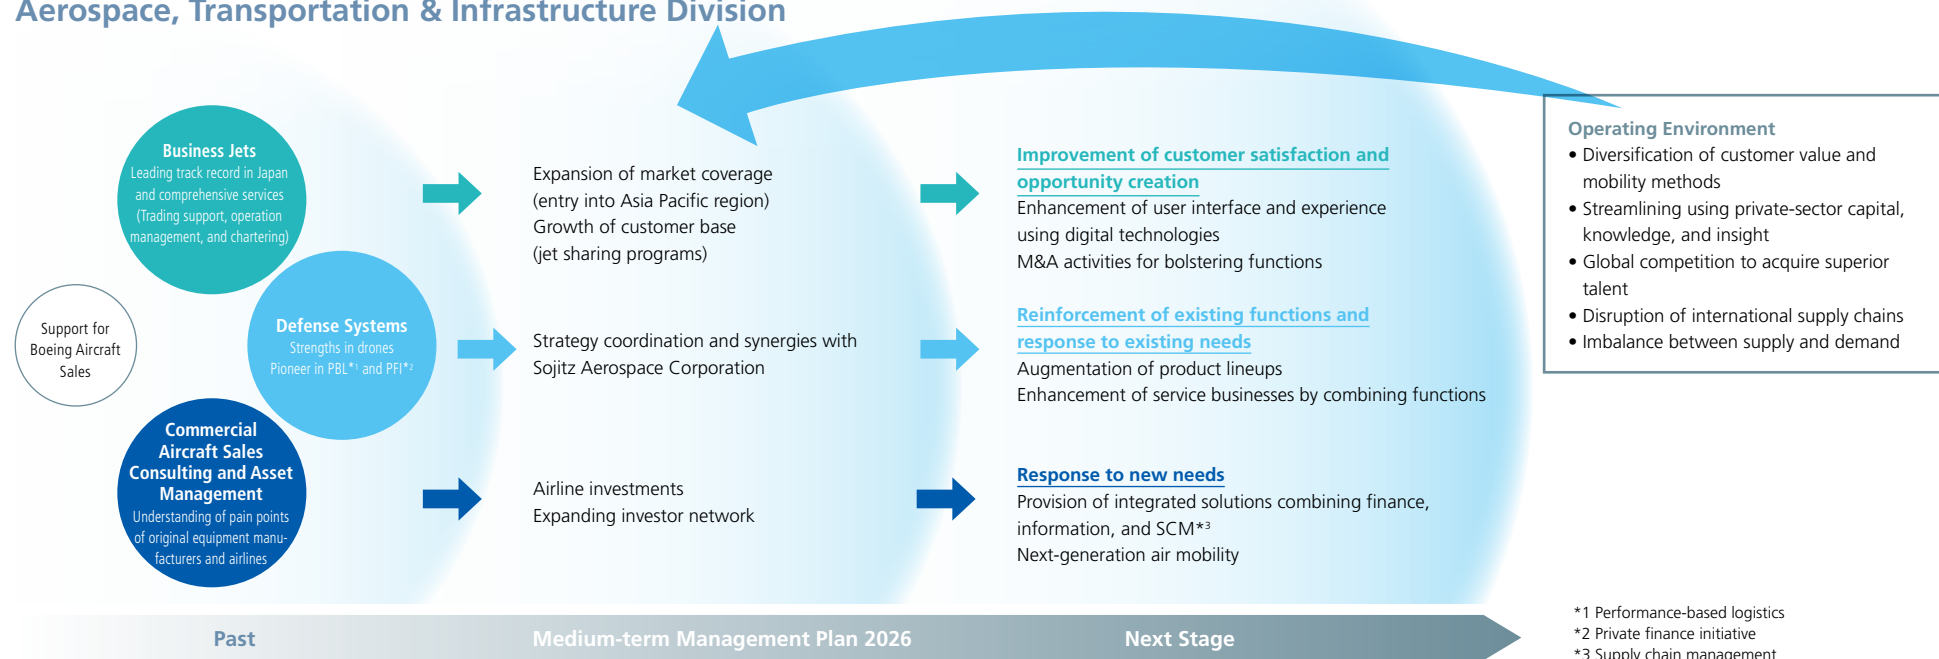 Aerospace, Transportation & Infrastructure Division
Business Jets
Leading track record in Japan
and comprehensive services
(Trading support, operation
management, and chartering)
Support for
Boeing Aircraft
Sales
Defense Systems
Strengths in drones
Pioneer in PBL*1 and PFI*2
Commercial
Aircraft Sales
Consulting and Asset
Management
Understanding of pain points
of original equipment manu-
facturers and airlines
Expansion of market coverage
(entry into Asia Pacific region)
Growth of customer base
(jet sharing programs)
Strategy coordination and synergies with
Sojitz Aerospace Corporation
Airline investments
Expanding investor network
Improvement of customer satisfaction and
opportunity creation
Enhancement of user interface and experience
using digital technologies
M&A activities for bolstering functions
Reinforcement of existing functions and
response to existing needs
Augmentation of product lineups
Enhancement of service businesses by combining functions
Response to new needs
Provision of integrated solutions combining finance,
information, and SCM*3
Next-generation air mobility
Operating Environment
• Diversification of customer value and
mobility methods
• Streamlining using private-sector capital,
knowledge, and insight
• Global competition to acquire superior
talent
• Disruption of international supply chains
• Imbalance between supply and demand
Past
Medium-term Management Plan 2026
Next Stage
*1 Performance-based logistics
*2 Private finance initiative
*3 Supply chain management